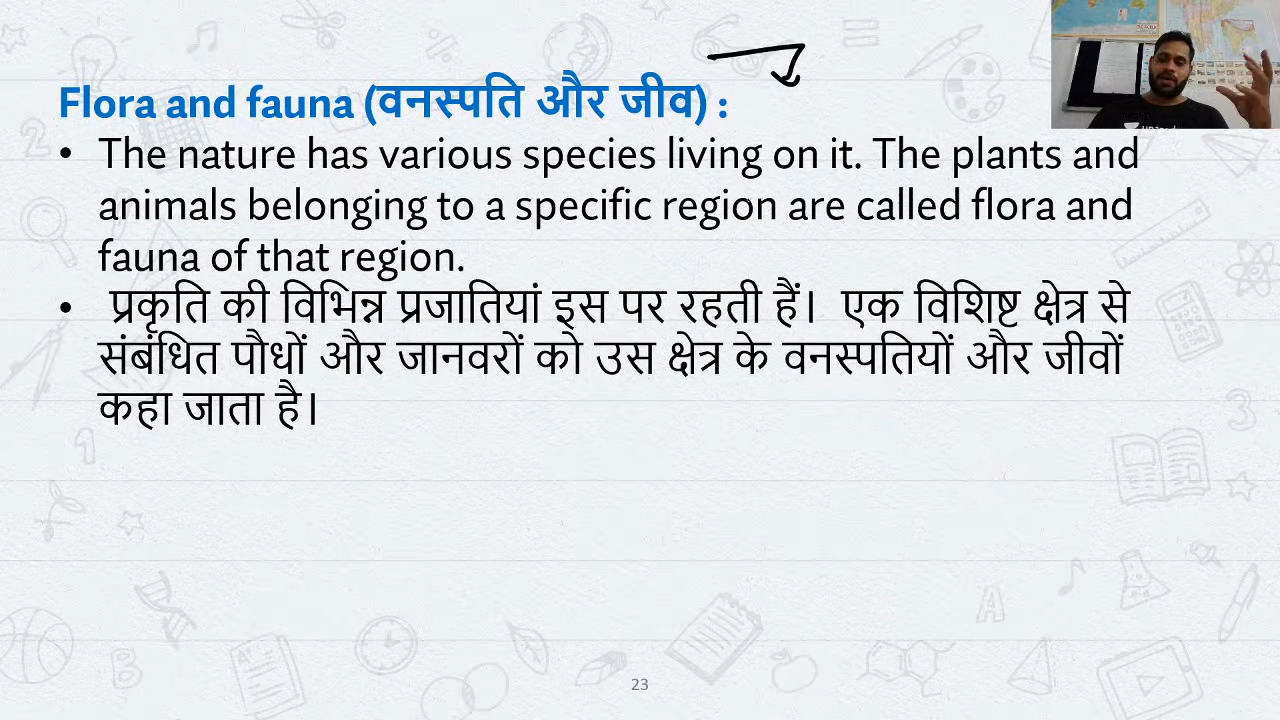 Flora and fauna (वनस्पति और जीव) :
• The nature has various species living on it. The plants and
animals belonging to a specific region are called flora and
fauna of that region.
• प्रकृति की विभिन्न प्रजातियां इस पर रहती हैं। एक विशिष्ट क्षेत्र से
संबंधित पौधों और जानवरों को उस क्षेत्र के वनस्पतियों और जीवों
कहा जाता है।
23